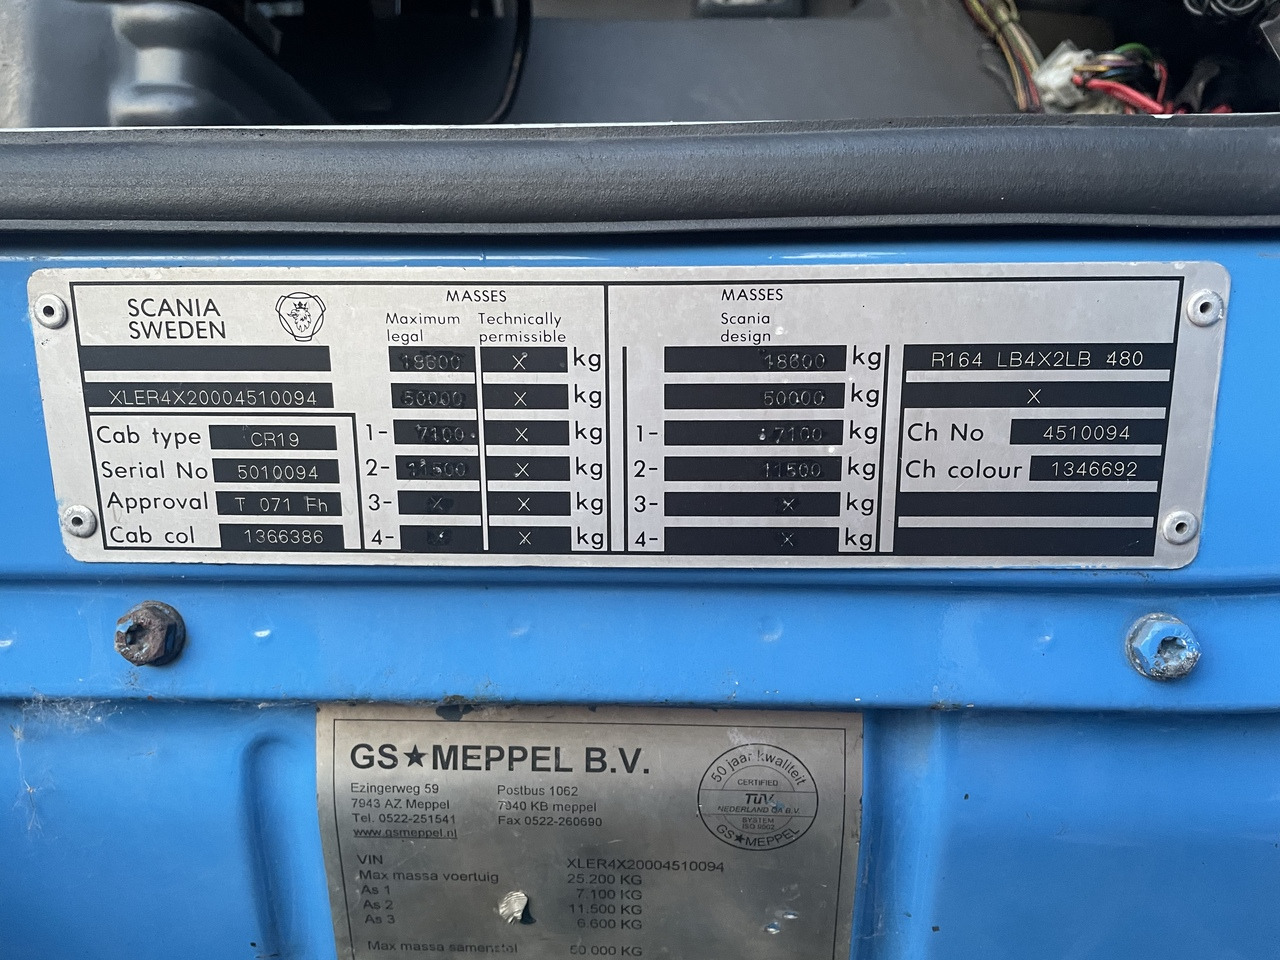 SCANIA
SWEDEN
XLER4X20004510094
Cab type CR19
Serial No 5010094
Approval T 071 Fh
Cab col 1366386
MASSES
Maximum legal Technically permissible
18600 X kg
50000 X kg
1- 7100 X kg
2- 11500 X kg
3- X X kg
4- X kg
MASSES
Scania
design
18600 kg
50000 kg
1- 7100 kg
2- 11500 kg
3- X kg
4- X kg
R164 LB4X2LB 480
X
Ch No 4510094
Ch colour 1346692
GS★MEPPEL B.V.
Ezingerweg 59 Postbus 1062
7943 AZ Meppel 7940 KB meppel
Tel. 0522-251541 Fax 0522-260690
www.gsmeppel.nl
50 jaar kwaliteit
CERTIFIED
TÜV
NEDERLAND QA B.V.
SYSTEM
ISO 9002
GS★MEPPEL
VIN XLER4X20004510094
Max massa voertuig 25.200 KG
As 1 7.100 KG
As 2 11.500 KG
As 3 6.600 KG
Max massa samenstel 50.000 KG